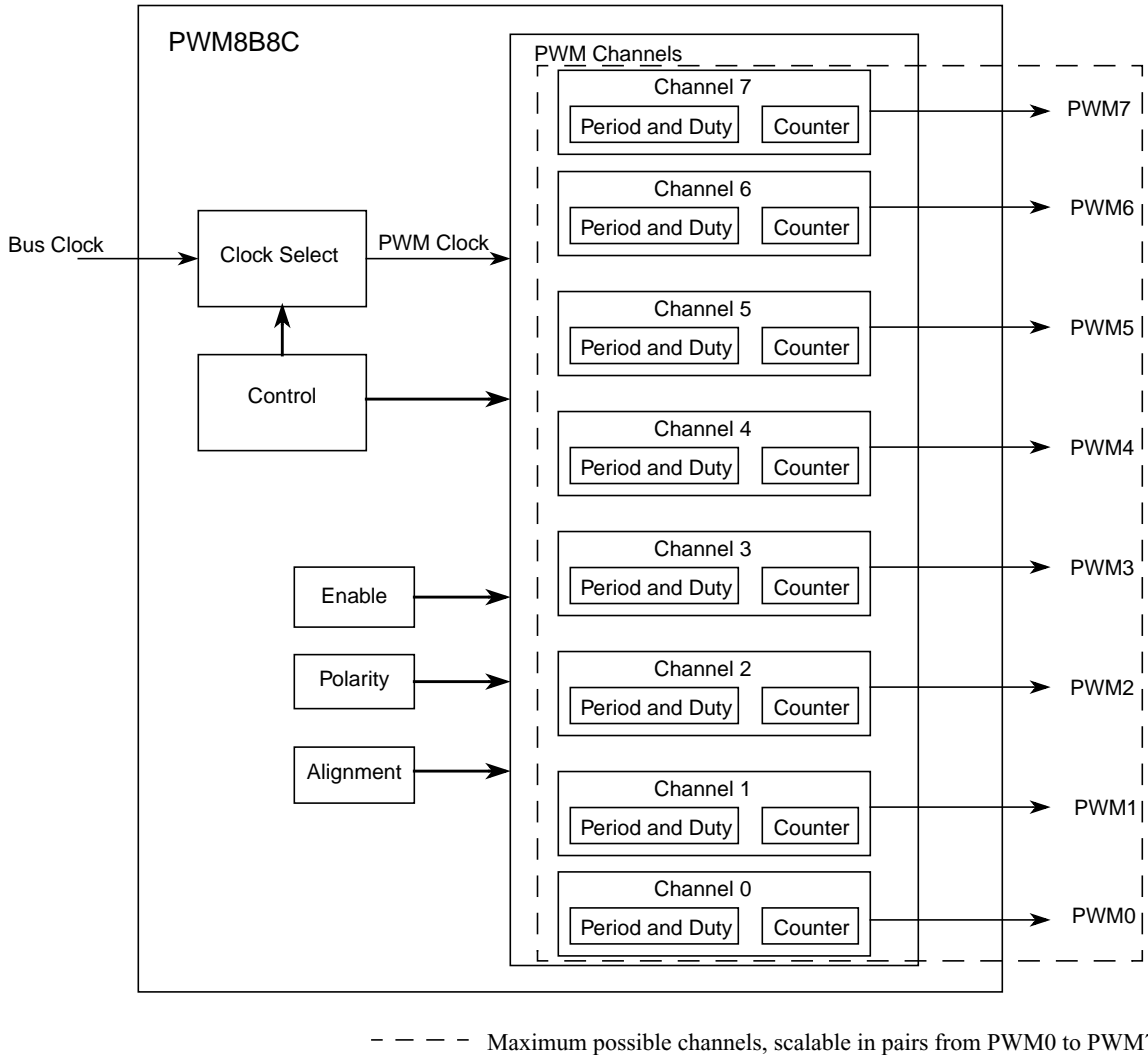 PWM8B8C
PWM Channels
Channel 7
Period and Duty
Counter
PWM7
Channel 6
Period and Duty
Counter
PWM6
Bus Clock
Clock Select
PWM Clock
Channel 5
Period and Duty
Counter
PWM5
Control
Channel 4
Period and Duty
Counter
PWM4
Channel 3
Period and Duty
Counter
PWM3
Enable
Channel 2
Period and Duty
Counter
PWM2
Polarity
Alignment
Channel 1
Period and Duty
Counter
PWM1
Channel 0
Period and Duty
Counter
PWM0
Maximum possible channels, scalable in pairs from PWM0 to PWM7